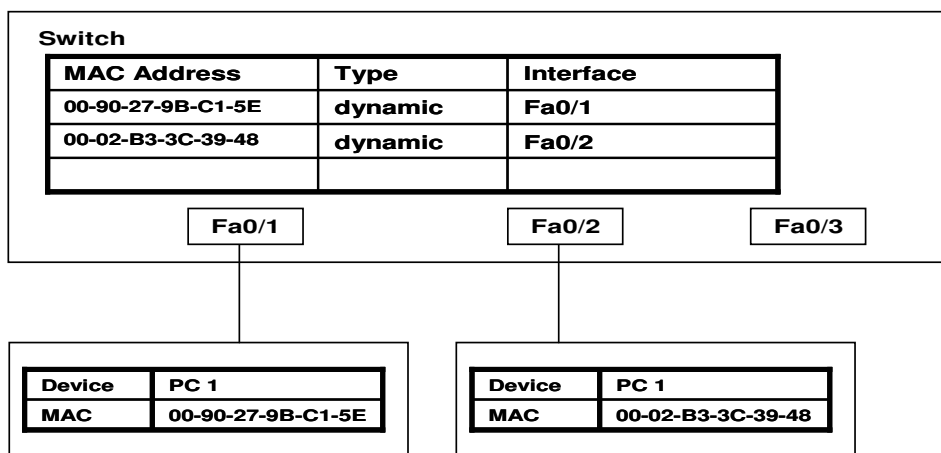 Switch
MAC Address Type Interface
00-90-27-9B-C1-5E dynamic Fa0/1
00-02-B3-3C-39-48 dynamic Fa0/2
Fa0/1 Fa0/2 Fa0/3
Device PC 1
MAC 00-90-27-9B-C1-5E
Device PC 1
MAC 00-02-B3-3C-39-48